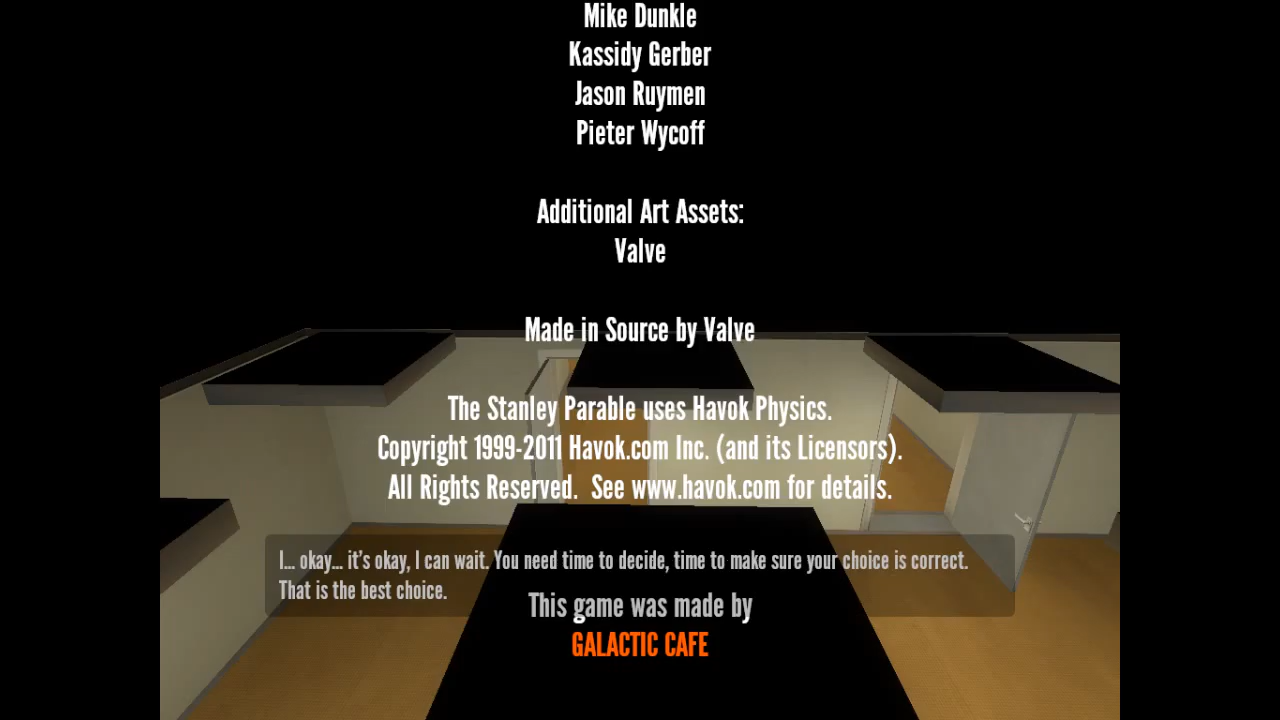 Mike Dunkle
Kassidy Gerber
Jason Ruymen
Pieter Wycoff
Additional Art Assets:
Valve
Made in Source by Valve
The Stanley Parable uses Havok Physics.
Copyright 1999-2011 Havok.com Inc. (and its Licensors).
All Rights Reserved.  See www.havok.com for details.
I... okay... it's okay, I can wait. You need time to decide, time to make sure your choice is correct.
That is the best choice.
This game was made by
GALACTIC CAFE